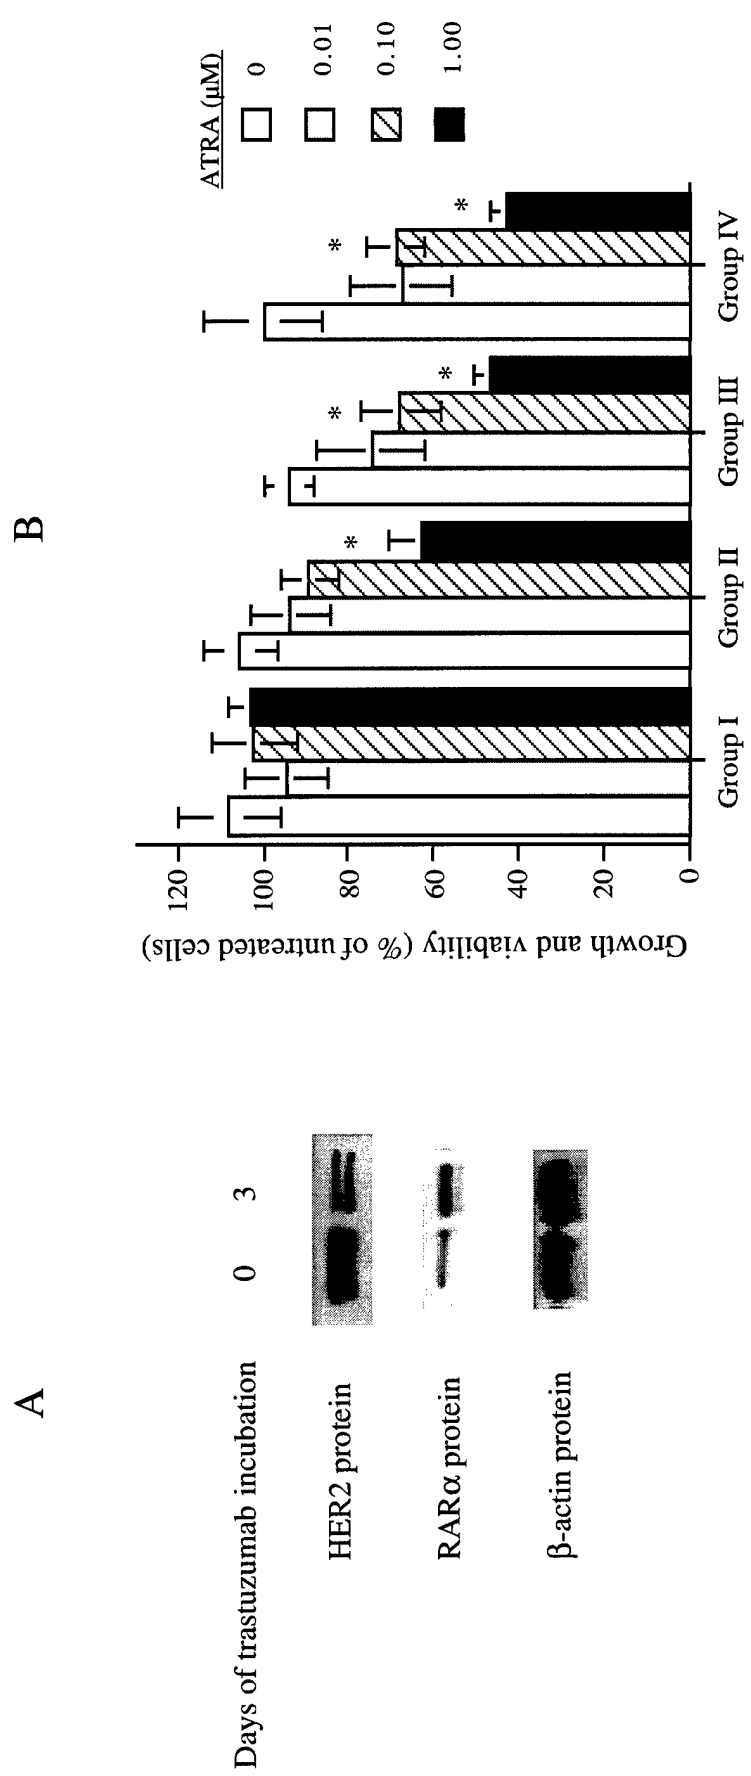 A
Days of trastuzumab incubation 0 3
HER2 protein
RARα protein
β-actin protein
B
Growth and viability (% of untreated cells)
120
100
80
60
40
20
0
*
*
*
*
*
Group I
Group II
Group III
Group IV
ATRA (μM)
0
0.01
0.10
1.00